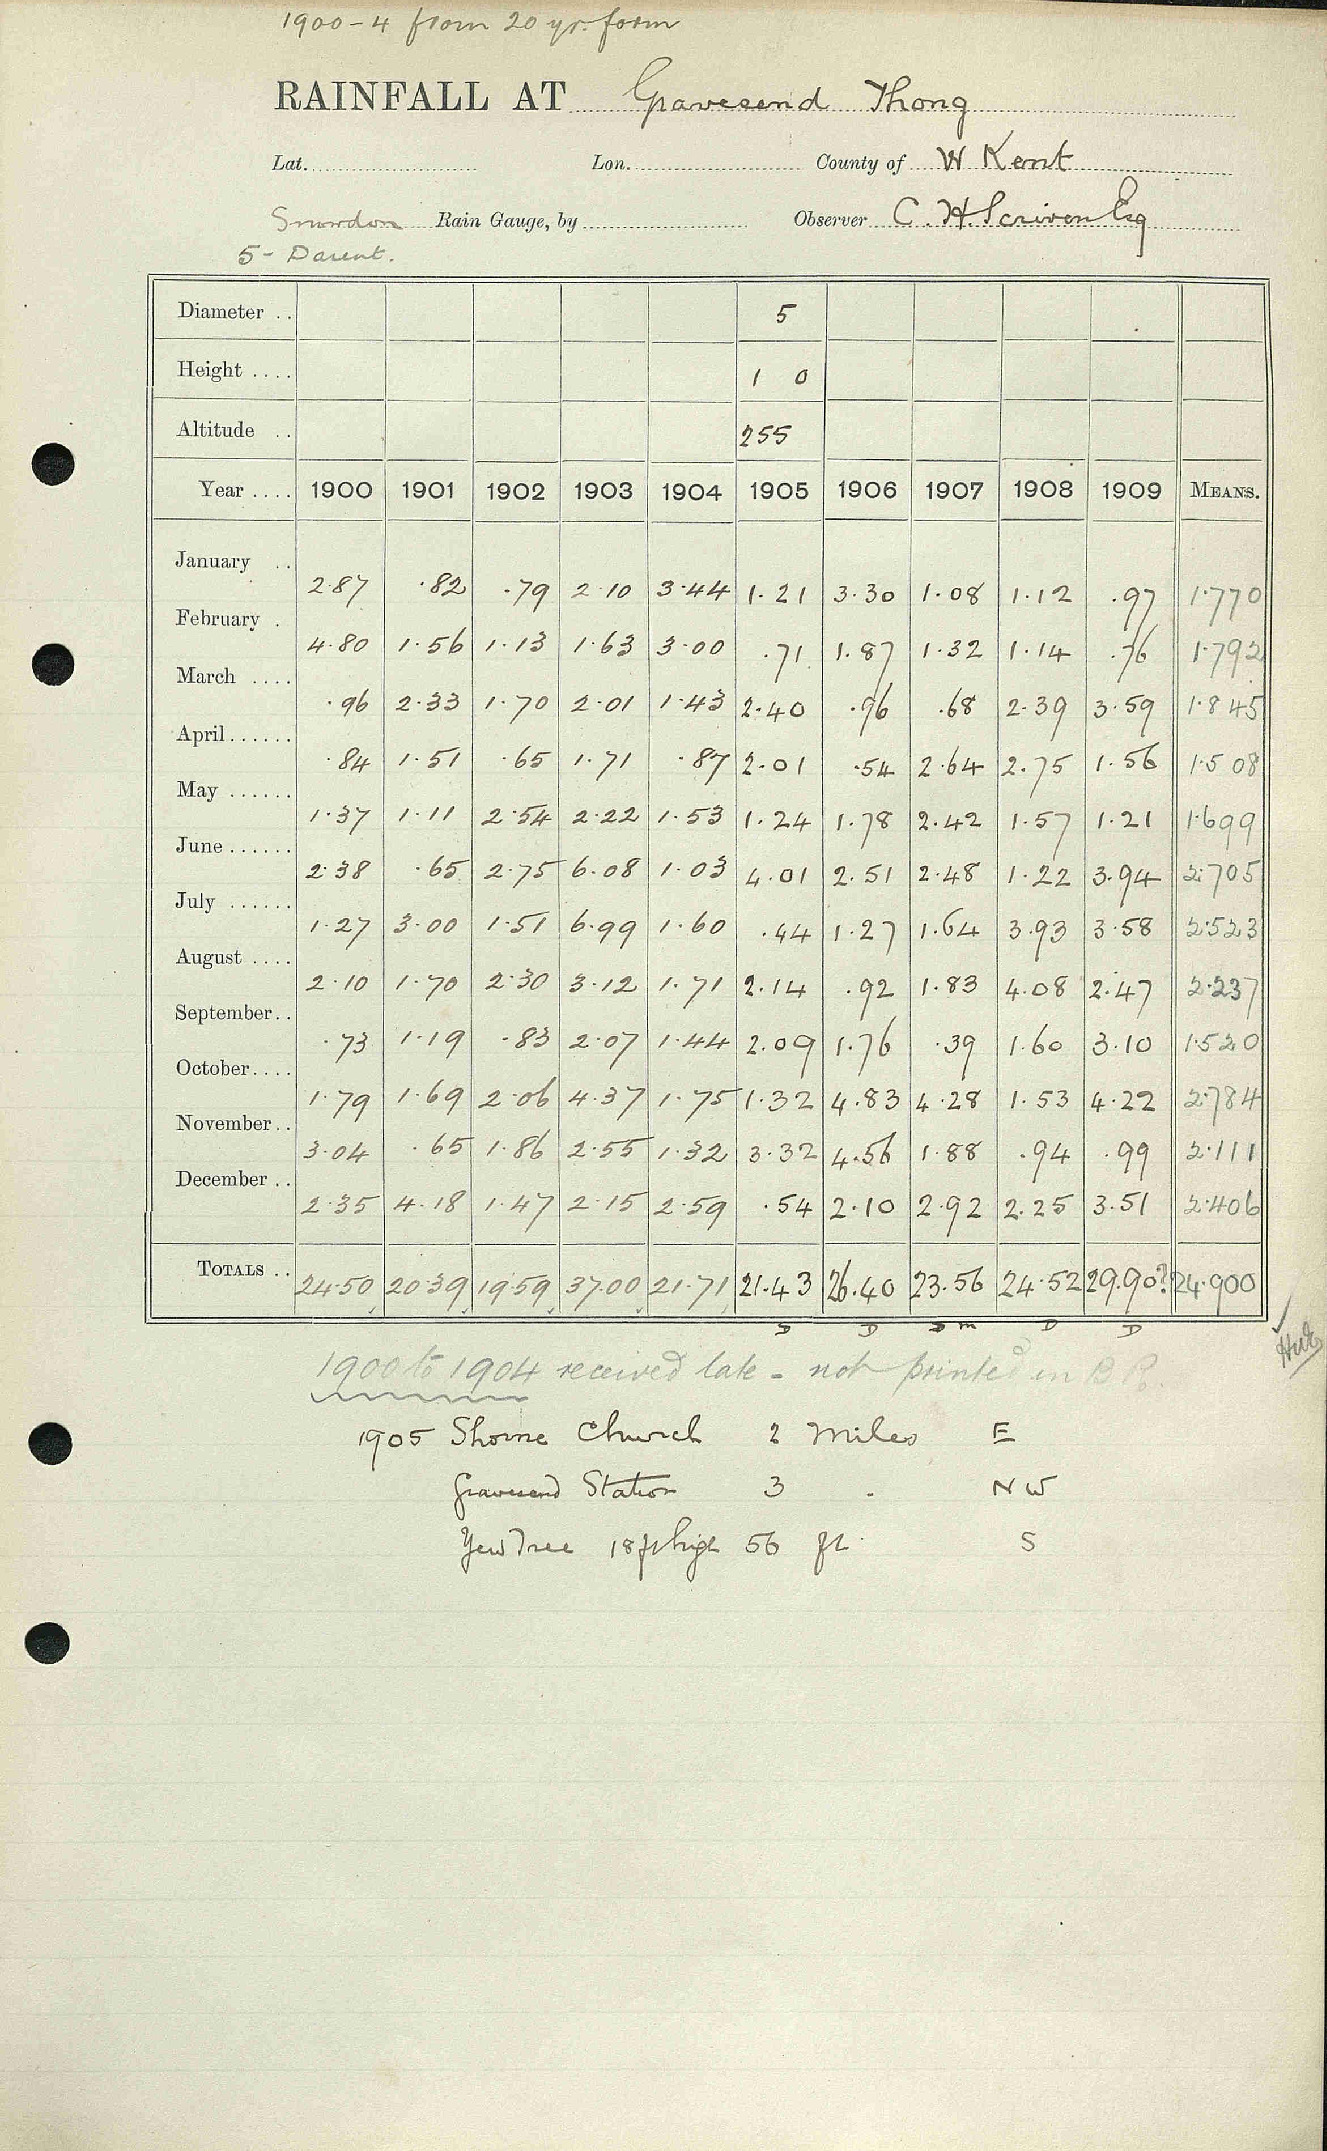 1900-4 from 20 yr. form
RAINFALL AT Gravesend Thong
Lat. Lon. County of W Kent
Snowdon Rain Gauge, by Observer C. H. Scriven Esq
5 - Darent.
Diameter .. 5
Height .... 1 0
Altitude .. 255
Year .... 1900 1901 1902 1903 1904 1905 1906 1907 1908 1909 MEANS.
January .. 2.87 .82 .79 2.10 3.44 1.21 3.30 1.08 1.12 .97 1.770
February . 4.80 1.56 1.13 1.63 3.00 .71 1.87 1.32 1.14 .76 1.792
March .... .96 2.33 1.70 2.01 1.43 2.40 .96 .68 2.39 3.59 1.845
April...... .84 1.51 .65 1.71 .87 2.01 .54 2.64 2.75 1.56 1.508
May ...... 1.37 1.11 2.54 2.22 1.53 1.24 1.78 2.42 1.57 1.21 1.699
June...... 2.38 .65 2.75 6.08 1.03 4.01 2.51 2.48 1.22 3.94 2.705
July ...... 1.27 3.00 1.51 6.99 1.60 .44 1.27 1.64 3.93 3.58 2.523
August .... 2.10 1.70 2.30 3.12 1.71 2.14 .92 1.83 4.08 2.47 2.237
September.. .73 1.19 .83 2.07 1.44 2.09 1.76 .39 1.60 3.10 1.520
October.... 1.79 1.69 2.06 4.37 1.75 1.32 4.83 4.28 1.53 4.22 2.784
November.. 3.04 .65 1.86 2.55 1.32 3.32 4.56 1.88 .94 .99 2.111
December .. 2.35 4.18 1.47 2.15 2.59 .54 2.10 2.92 2.25 3.51 2.406
TOTALS .. 24.50 20.39 19.59 37.00 21.71 21.43 26.40 23.56 24.52 29.90? 24.900
D D D m D D
1900 to 1904 received late - not printed in B R.
1905 Shorne Church 2 Miles E
Gravesend Station 3 . NW
Yew Tree 18 ft high 56 ft. S